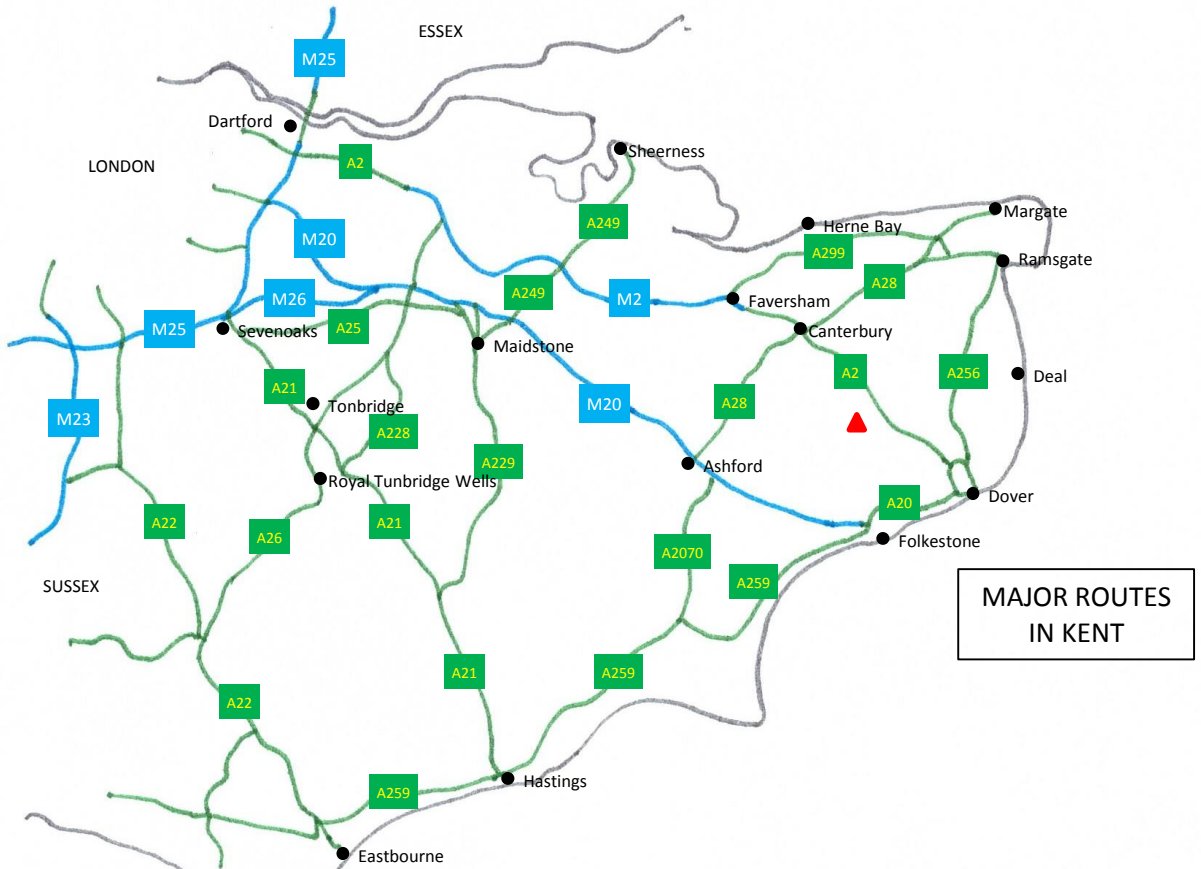 ESSEX
M25
Dartford
A2
Sheerness
LONDON
A249
Margate
Herne Bay
M20
A299
Ramsgate
A28
A249
M26
M2
Faversham
M25
Sevenoaks
A25
Canterbury
Maidstone
A2
A256
Deal
A21
M20
A28
Tonbridge
M23
A228
A229
Ashford
Royal Tunbridge Wells
Dover
A20
A22
A21
A26
Folkestone
A2070
A259
SUSSEX
MAJOR ROUTES
IN KENT
A21
A259
A22
Hastings
A259
Eastbourne